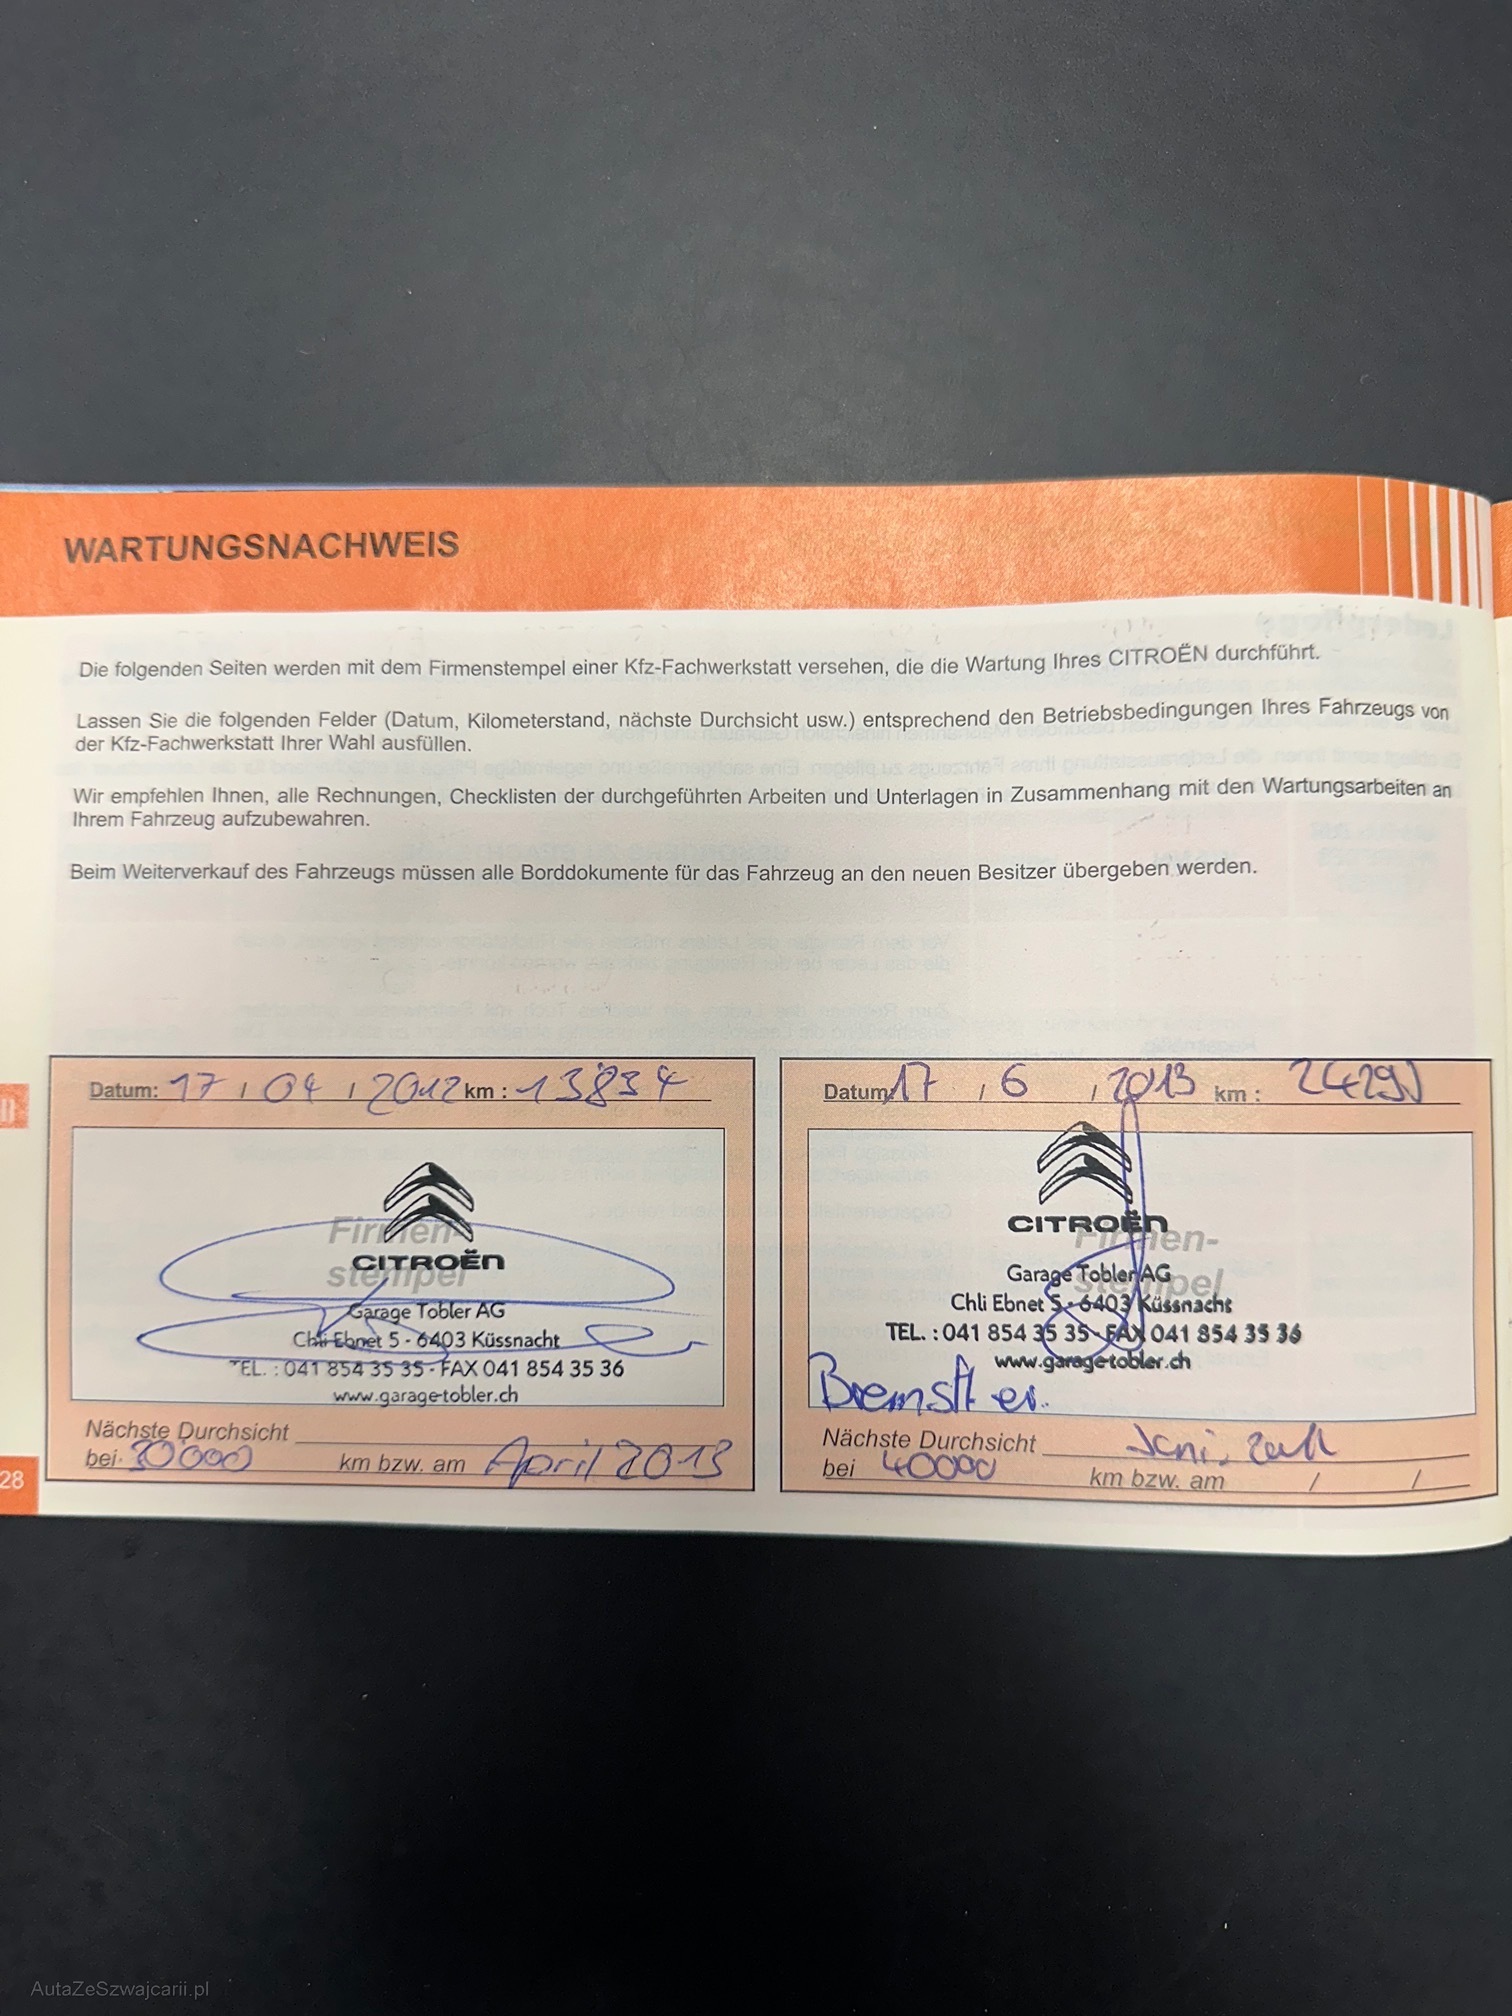 WARTUNGSNACHWEIS
Die folgenden Seiten werden mit dem Firmenstempel einer Kfz-Fachwerkstatt versehen, die die Wartung Ihres CITROËN durchführt.
Lassen Sie die folgenden Felder (Datum, Kilometerstand, nächste Durchsicht usw.) entsprechend den Betriebsbedingungen Ihres Fahrzeugs von
der Kfz-Fachwerkstatt Ihrer Wahl ausfüllen.
Wir empfehlen Ihnen, alle Rechnungen, Checklisten der durchgeführten Arbeiten und Unterlagen in Zusammenhang mit den Wartungsarbeiten an
Ihrem Fahrzeug aufzubewahren.
Beim Weiterverkauf des Fahrzeugs müssen alle Borddokumente für das Fahrzeug an den neuen Besitzer übergeben werden.
Datum: 17 / 04 / 2012 km : 13834
Firmen-
stempel
CITROËN
Garage Tobler AG
Chli Ebnet 5 - 6403 Küssnacht
TEL. : 041 854 35 35 - FAX 041 854 35 36
www.garage-tobler.ch
Nächste Durchsicht
bei 30000 km bzw. am April 2013
Datum 17 / 6 / 2013 km :
Firmen-
stempel
CITROËN
Garage Tobler AG
Chli Ebnet 5 - 6403 Küssnacht
TEL. : 041 854 35 35 - FAX 041 854 35 36
www.garage-tobler.ch
Nächste Durchsicht
bei 40000 km bzw. am / /
28
AutaZeSzwajcarii.pl